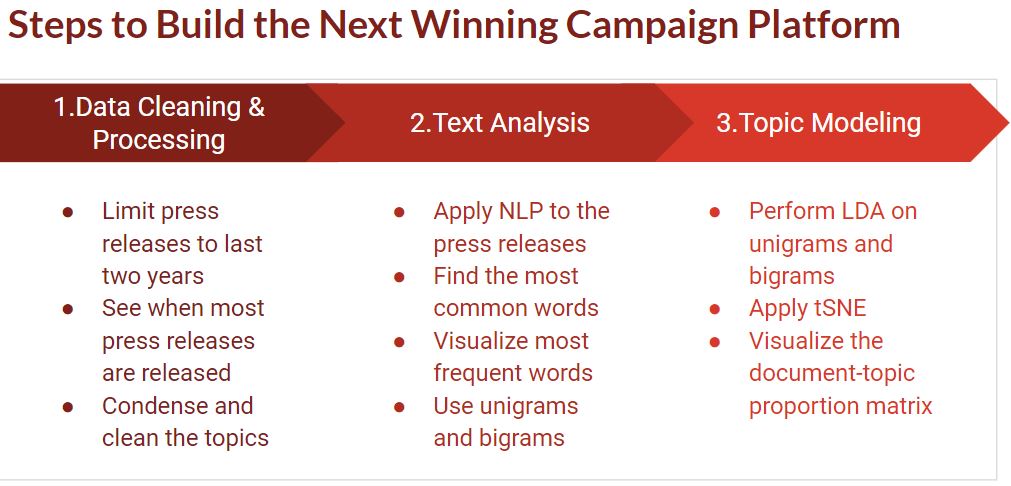 Steps to Build the Next Winning Campaign Platform
1.Data Cleaning &
Processing
2.Text Analysis
3.Topic Modeling
● Limit press
releases to last
two years
● See when most
press releases
are released
● Condense and
clean the topics
● Apply NLP to the
press releases
● Find the most
common words
● Visualize most
frequent words
● Use unigrams
and bigrams
● Perform LDA on
unigrams and
bigrams
● Apply tSNE
● Visualize the
document-topic
proportion matrix